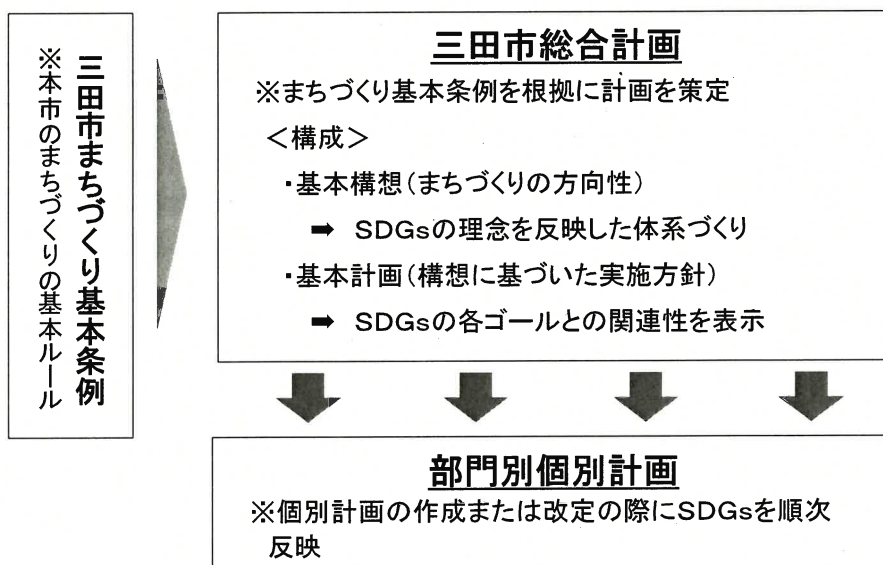 三田市まちづくり基本条例
※本市のまちづくりの基本ルール
三田市総合計画
※まちづくり基本条例を根拠に計画を策定
＜構成＞
・基本構想(まちづくりの方向性)
➡ SDGsの理念を反映した体系づくり
・基本計画(構想に基づいた実施方針)
➡ SDGsの各ゴールとの関連性を表示
部門別個別計画
※個別計画の作成または改定の際にSDGsを順次
反映